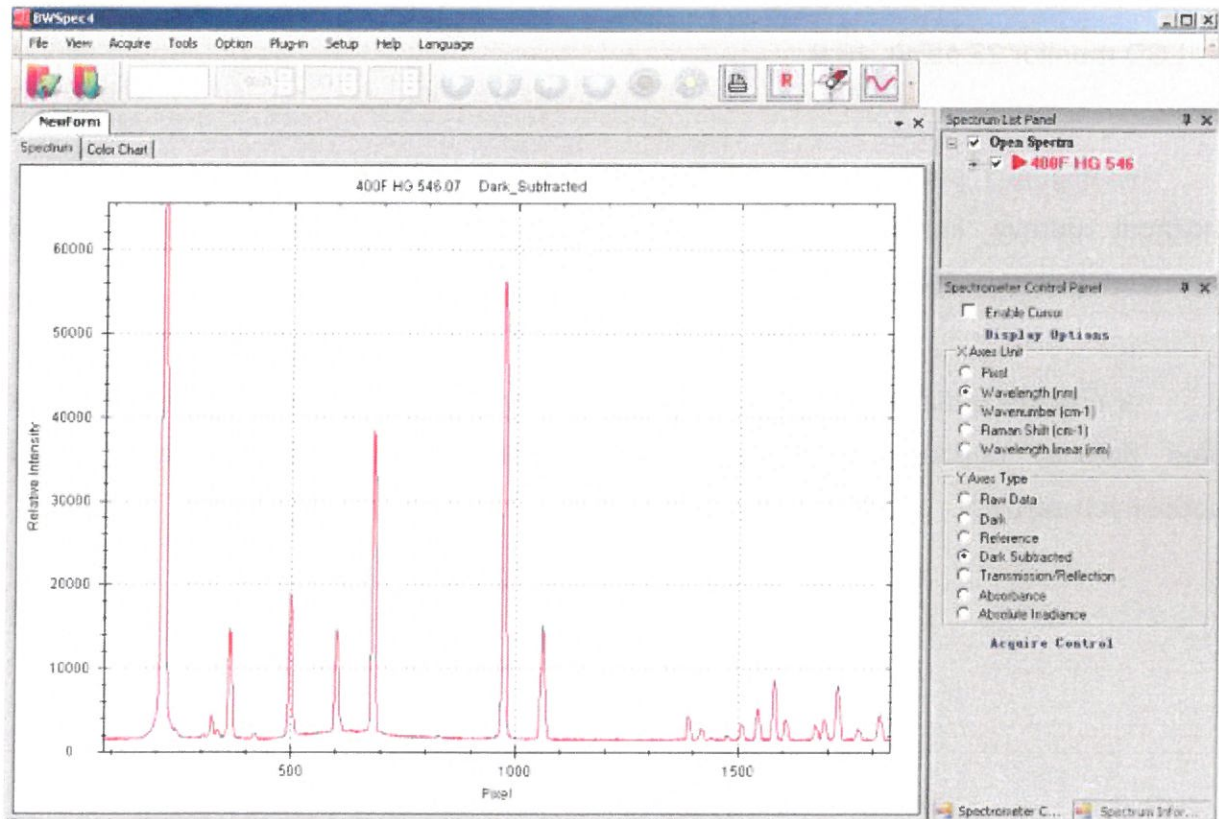 BWSpec4
File View Acquire Tools Option Plug-in Setup Help Language
R
NewForm
Spectrum Color Chart
400F HG 546.07 Dark_Subtracted
60000
50000
40000
30000
20000
10000
0
Relative Intensity
500 1000 1500
Pixel
Spectrum List Panel
Open Spectra
400F HG 546
Spectrometer Control Panel
Enable Cursor
Display Options
X Axes Unit
Pixel
Wavelength (nm)
Wavenumber (cm-1)
Raman Shift (cm-1)
Wavelength linear (nm)
Y Axes Type
Raw Data
Dark
Reference
Dark Subtracted
Transmission/Reflection
Absorbance
Absolute Irradiance
Acquire Control
Spectrometer C... Spectrum Infor...